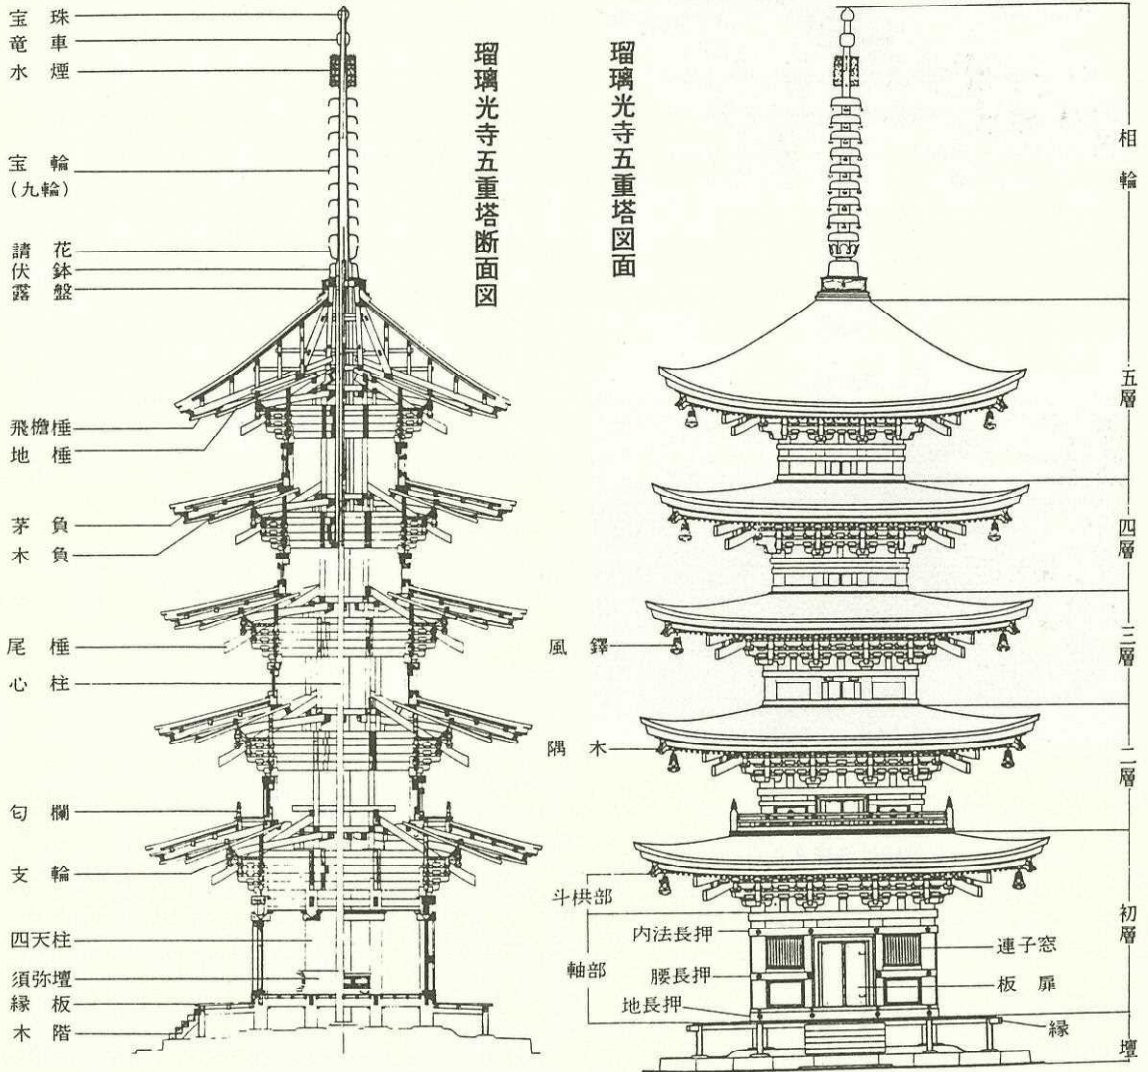 瑠璃光寺五重塔断面図
宝珠
竜車
水煙
宝輪
(九輪)
請花
伏鉢
露盤
飛檐棰
地棰
茅負
木負
尾棰
心柱
匂欄
支輪
四天柱
須弥壇
縁板
木階
瑠璃光寺五重塔図面
相輪
五層
四層
三層
二層
初層
壇
風鐸
隅木
斗栱部
軸部
内法長押
腰長押
地長押
連子窓
板扉
縁